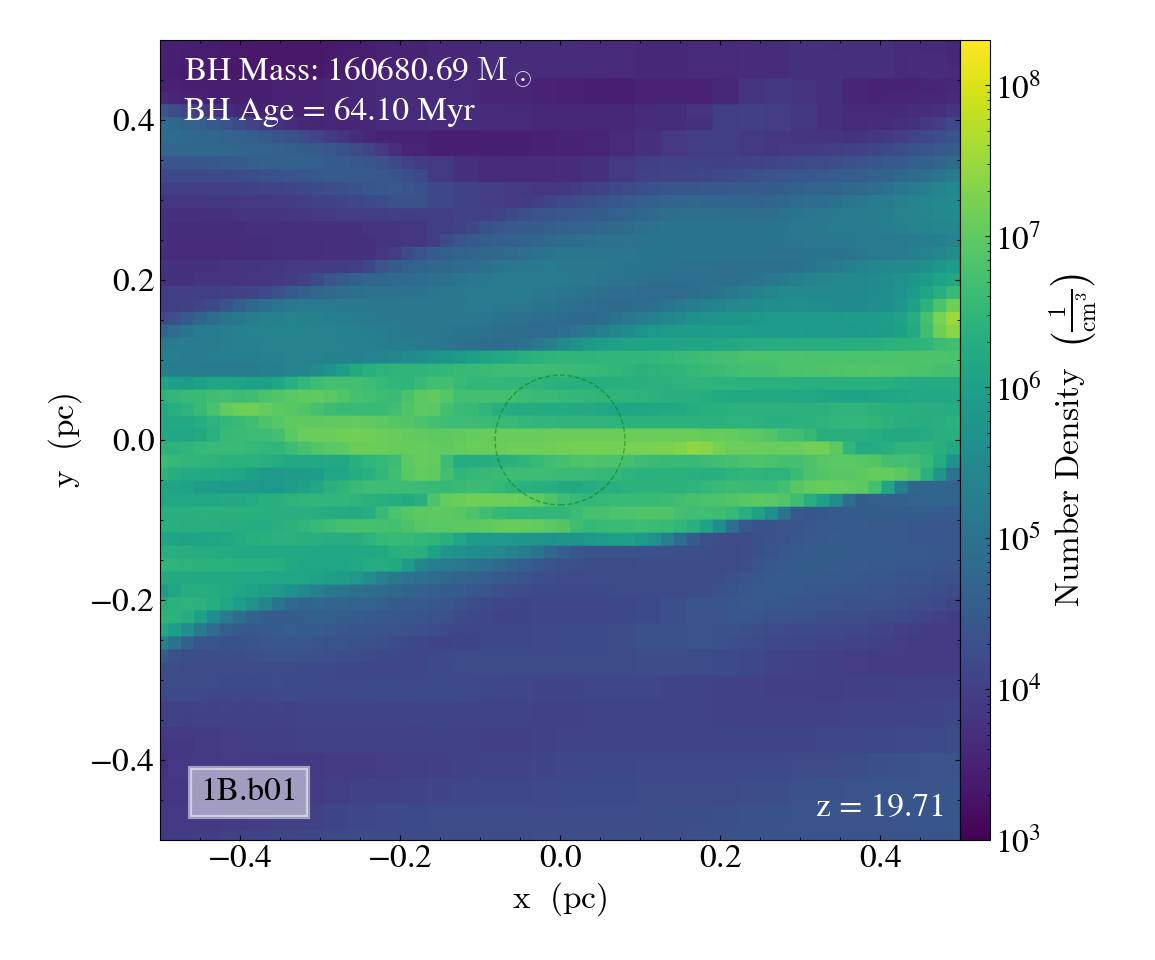 BH Mass: 160680.69 M⊙
BH Age = 64.10 Myr
1B.b01
z = 19.71
0.4
0.2
0.0
−0.2
−0.4
y (pc)
−0.4
−0.2
0.0
0.2
0.4
x (pc)
10⁸
10⁷
10⁶
10⁵
10⁴
10³
Number Density (1/cm³)